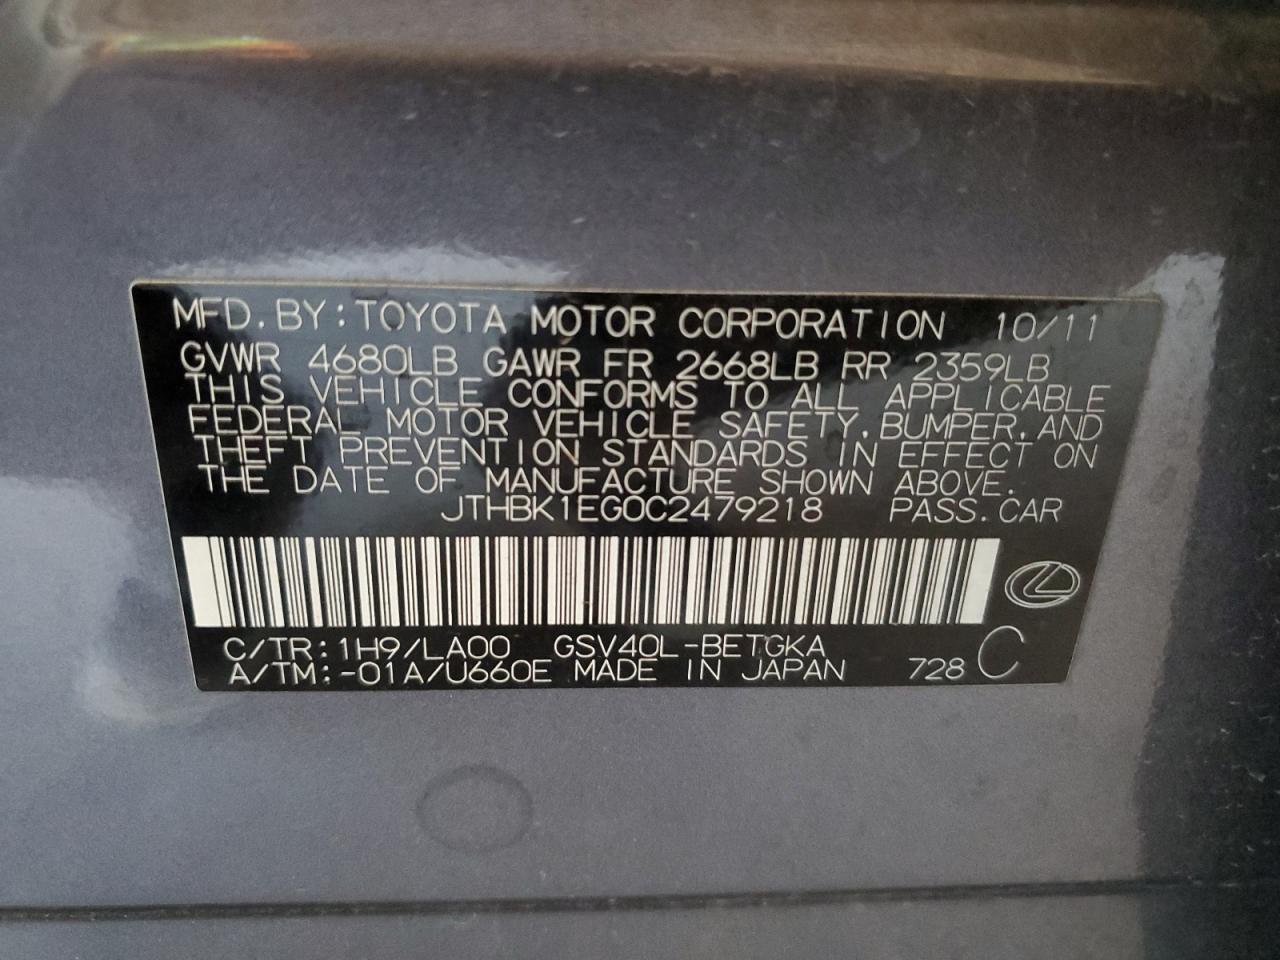 MFD. BY: TOYOTA MOTOR CORPORATION 10/11
GVWR 4680LB GAWR FR 2668LB RR 2359LB
THIS VEHICLE CONFORMS TO ALL APPLICABLE
FEDERAL MOTOR VEHICLE SAFETY, BUMPER, AND
THEFT PREVENTION STANDARDS IN EFFECT ON
THE DATE OF MANUFACTURE SHOWN ABOVE.
JTHBK1EG0C2479218 PASS. CAR
C/TR: 1H9/LA00 GSV40L-BETGKA
A/TM: -01A/U660E MADE IN JAPAN 728 C